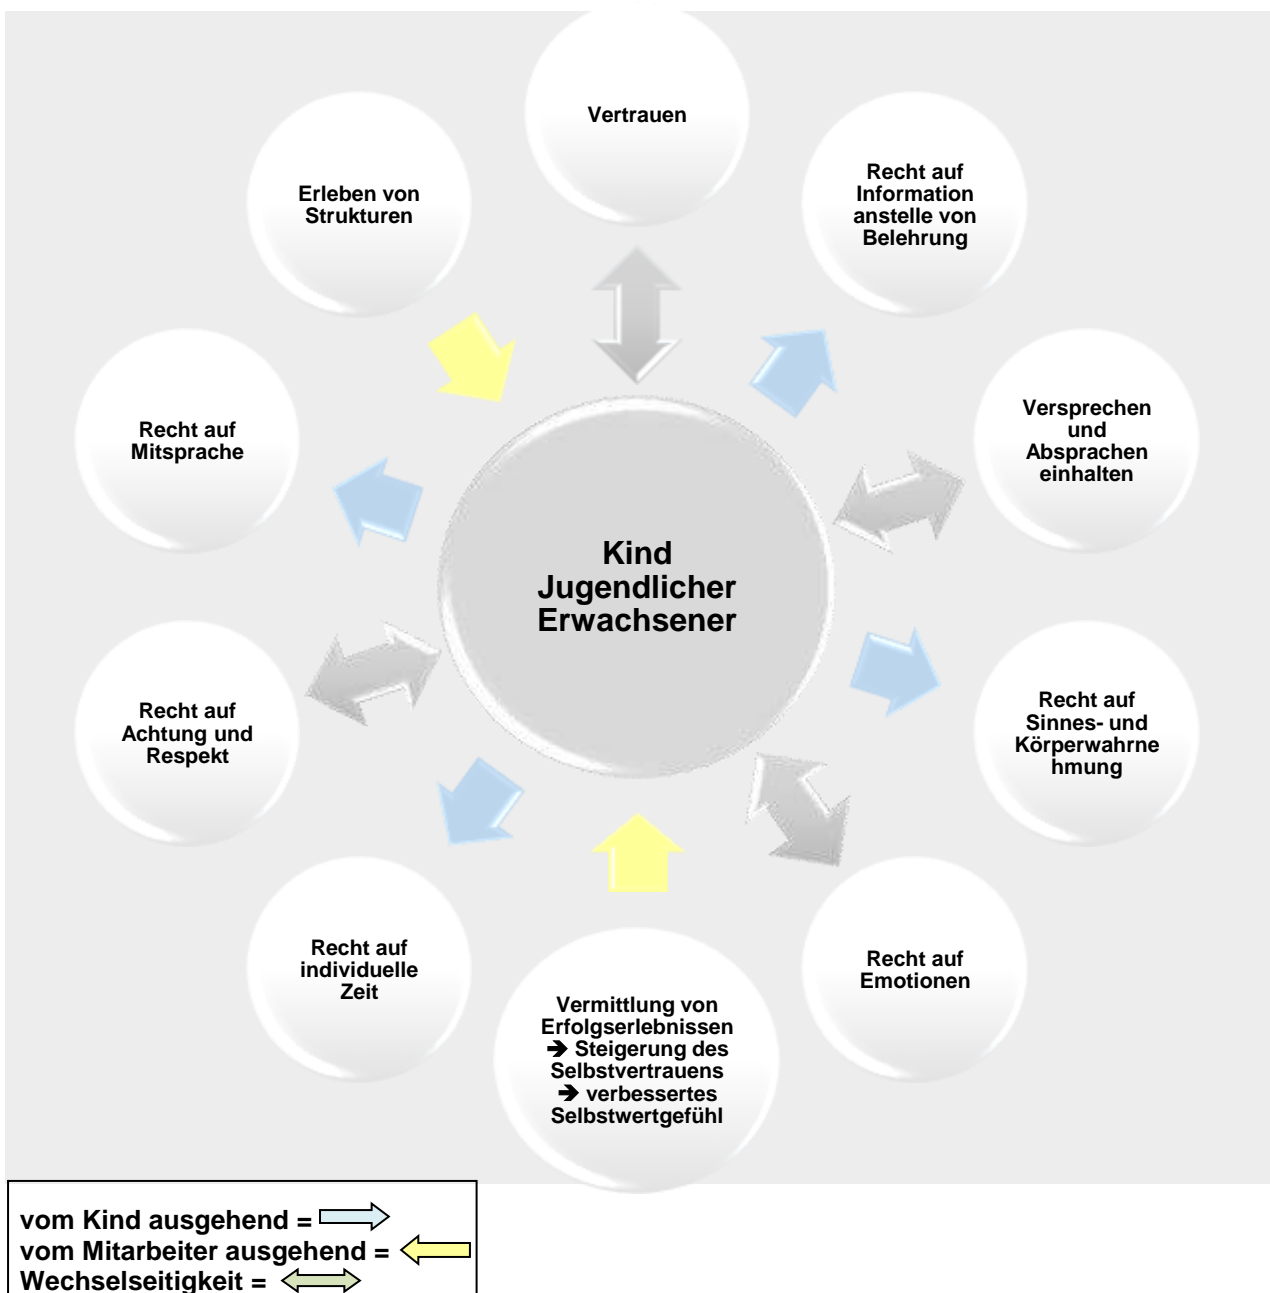 Vertrauen
Recht auf
Information
anstelle von
Belehrung
Versprechen
und
Absprachen
einhalten
Recht auf
Sinnes- und
Körperwahrne
hmung
Recht auf
Emotionen
Vermittlung von
Erfolgserlebnissen
➔ Steigerung des
Selbstvertrauens
➔ verbessertes
Selbstwertgefühl
Recht auf
individuelle
Zeit
Recht auf
Achtung und
Respekt
Recht auf
Mitsprache
Erleben von
Strukturen
Kind
Jugendlicher
Erwachsener
vom Kind ausgehend =
vom Mitarbeiter ausgehend =
Wechselseitigkeit =